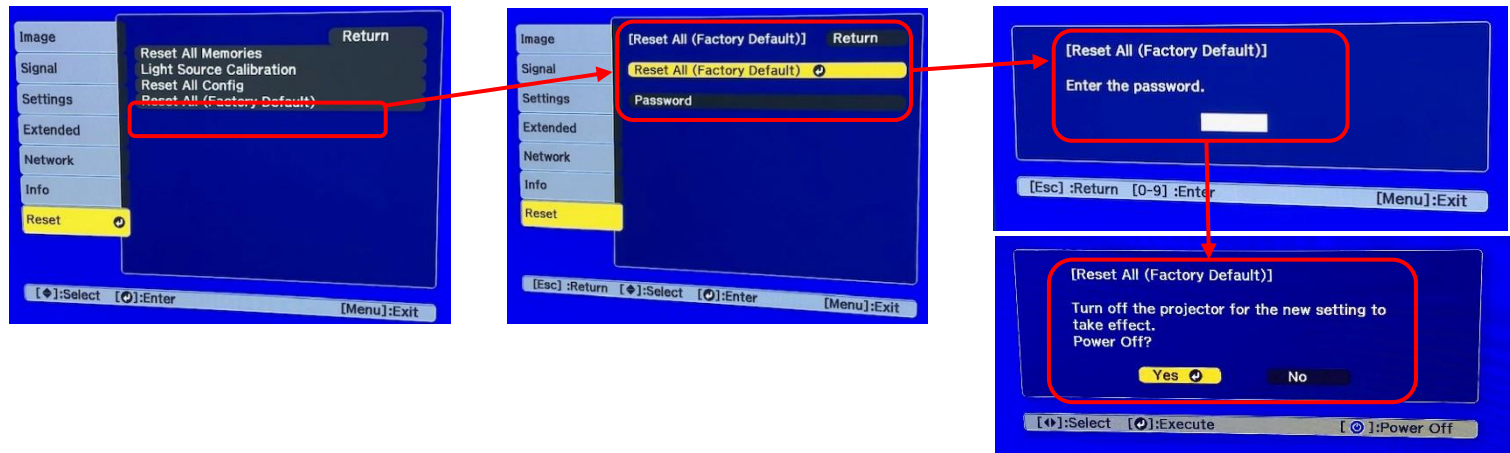 Image
Signal
Settings
Extended
Network
Info
Reset
Return
Reset All Memories
Light Source Calibration
Reset All Config
Reset All (Factory Default)
[ ]:Select [ ]:Enter
[Menu]:Exit
Image
Signal
Settings
Extended
Network
Info
Reset
[Reset All (Factory Default)] Return
Reset All (Factory Default)
Password
[Esc] :Return [ ]:Select [ ]:Enter
[Menu]:Exit
[Reset All (Factory Default)]
Enter the password.
[Esc] :Return [0-9] :Enter
[Menu]:Exit
[Reset All (Factory Default)]
Turn off the projector for the new setting to
take effect.
Power Off?
Yes No
[ ]:Select [ ]:Execute
[ ]:Power Off